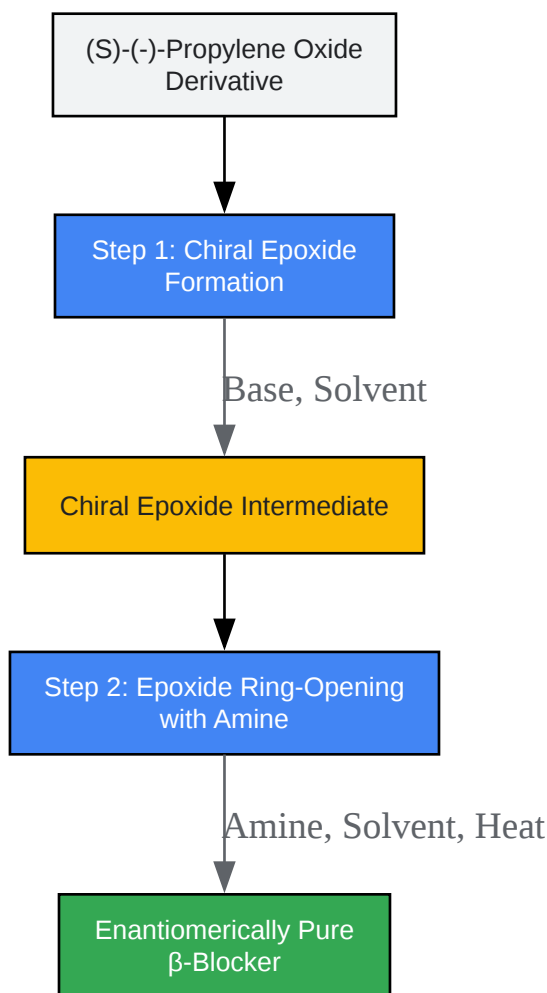 (S)-(-)-Propylene Oxide
Derivative
Step 1: Chiral Epoxide
Formation
Base, Solvent
Chiral Epoxide Intermediate
Step 2: Epoxide Ring-Opening
with Amine
Amine, Solvent, Heat
Enantiomerically Pure
β-Blocker